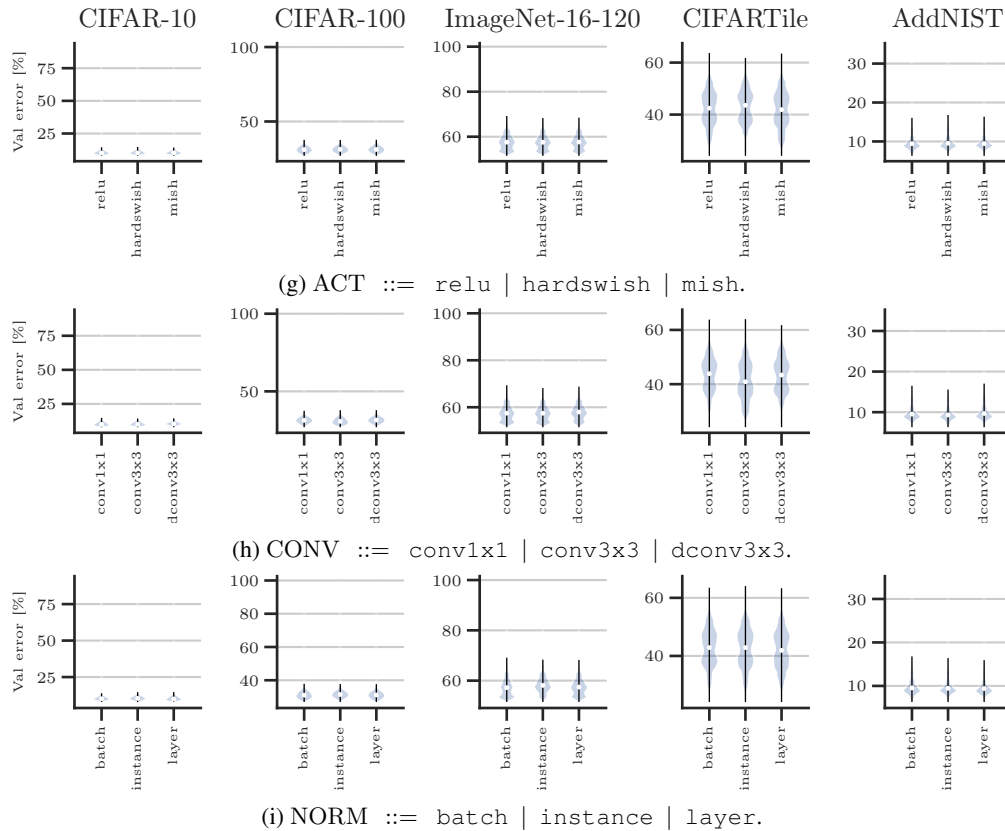 CIFAR-10 CIFAR-100 ImageNet-16-120 CIFARTile AddNIST
Val error [%]
75
50
25
100
50
100
80
60
60
40
30
20
10
relu hardswish mish
relu hardswish mish
relu hardswish mish
relu hardswish mish
relu hardswish mish
(g) ACT ::= relu | hardswish | mish.
Val error [%]
75
50
25
100
50
100
80
60
60
40
30
20
10
conv1x1 conv3x3 dconv3x3
conv1x1 conv3x3 dconv3x3
conv1x1 conv3x3 dconv3x3
conv1x1 conv3x3 dconv3x3
conv1x1 conv3x3 dconv3x3
(h) CONV ::= conv1x1 | conv3x3 | dconv3x3.
Val error [%]
75
50
25
100
80
60
40
100
80
60
60
40
30
20
10
batch instance layer
batch instance layer
batch instance layer
batch instance layer
batch instance layer
(i) NORM ::= batch | instance | layer.